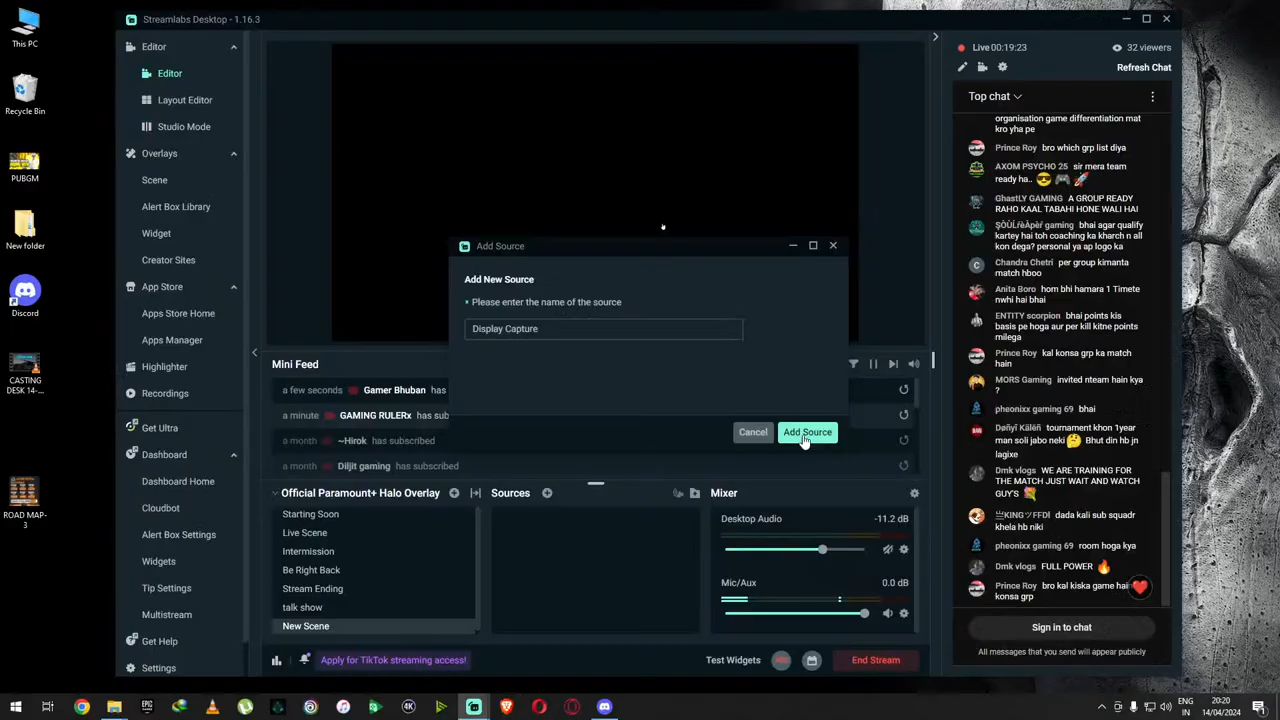 This PC
Recycle Bin
PUBGM
New folder
Discord
CASTING
DESK 14-...
ROAD MAP-
3
Streamlabs Desktop - 1.16.3
Editor
Editor
Layout Editor
Studio Mode
Overlays
Scene
Alert Box Library
Widget
Creator Sites
App Store
Apps Store Home
Apps Manager
Highlighter
Recordings
Get Ultra
Dashboard
Dashboard Home
Cloudbot
Alert Box Settings
Widgets
Tip Settings
Multistream
Get Help
Settings
Add Source
Add New Source
* Please enter the name of the source
Display Capture
Cancel
Add Source
Mini Feed
a few seconds Gamer Bhuban has
a minute GAMING RULERx has sub
a month ~Hirok has subscribed
a month Diljit gaming has subscribed
Official Paramount+ Halo Overlay
Starting Soon
Live Scene
Intermission
Be Right Back
Stream Ending
talk show
New Scene
Sources
Mixer
Desktop Audio -11.2 dB
Mic/Aux 0.0 dB
Apply for TikTok streaming access!
Test Widgets
REC
End Stream
Live 00:19:23
32 viewers
Refresh Chat
Top chat
organisation game differentiation mat
kro yha pe
Prince Roy bro which grp list diya
AXOM PSYCHO 25 sir mera team
ready ha.. 😎 🎮 🚀
GhastLY GAMING A GROUP READY
RAHO KAAL TABAHI HONE WALI HAI
gaming bhai agar qualify
kartey hai toh coaching ka kharch n all
kon dega? personal ya ap logo ka
C
Chandra Chetri per group kimanta
match hboo
Anita Boro hom bhi hamara 1 Timete
nwhi hai bhai
ENTITY scorpion bhai points kis
basis pe hoga aur per kill kitne points
milega
Prince Roy kal konsa grp ka match
hain
MORS Gaming invited nteam hain kya
?
pheonixx gaming 69 bhai
tournament khon 1year
man soli jabo neki 🤔 Bhut din hb jn
lagixe
Dmk vlogs WE ARE TRAINING FOR
THE MATCH JUST WAIT AND WATCH
GUY'S
亗KINGツFFDI dada kali sub squadr
khela hb niki
pheonixx gaming 69 room hoga kya
Dmk vlogs FULL POWER 🔥
Prince Roy bro kal kiska game hain
konsa grp
Sign in to chat
All messages that you send will appear publicly
EPIC
4K
ENG
IN
20:20
14/04/2024